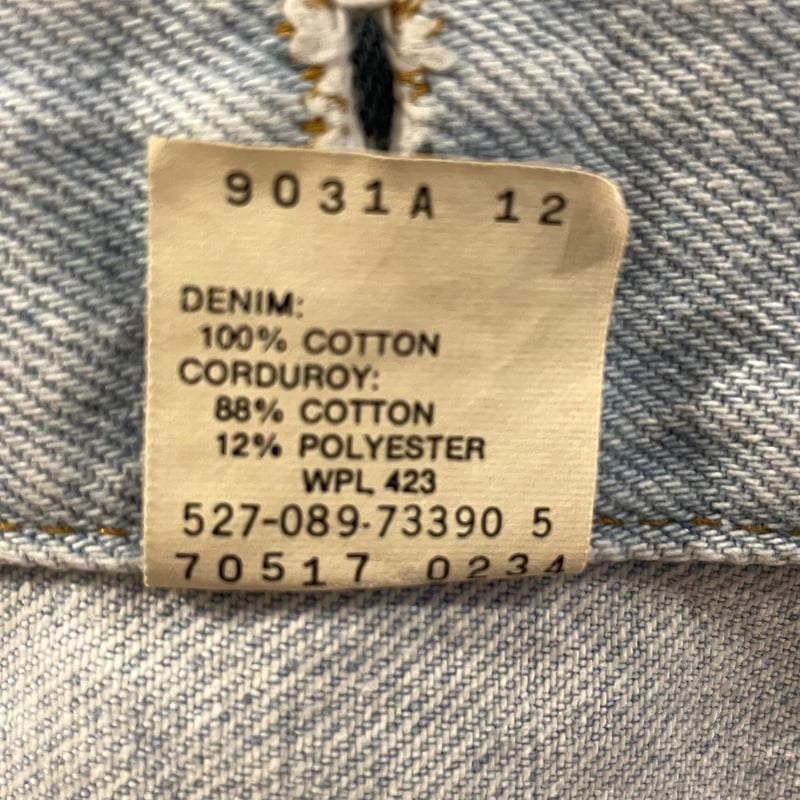 9031A 12
DENIM:
100% COTTON
CORDUROY:
88% COTTON
12% POLYESTER
WPL 423
527-089-73390 5
70517 0234